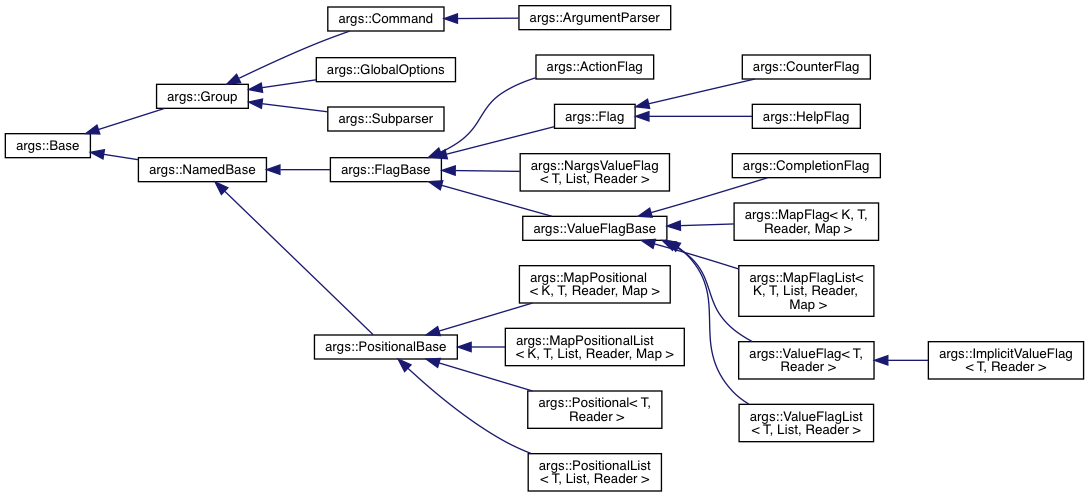 args::Command
args::ArgumentParser
args::GlobalOptions
args::ActionFlag
args::CounterFlag
args::Group
args::Subparser
args::Flag
args::HelpFlag
args::Base
args::NamedBase
args::FlagBase
args::NargsValueFlag
< T, List, Reader >
args::CompletionFlag
args::ValueFlagBase
args::MapFlag< K, T,
Reader, Map >
args::MapPositional
< K, T, Reader, Map >
args::MapFlagList<
K, T, List, Reader,
Map >
args::PositionalBase
args::MapPositionalList
< K, T, List, Reader, Map >
args::ValueFlag< T,
Reader >
args::ImplicitValueFlag
< T, Reader >
args::Positional< T,
Reader >
args::ValueFlagList
< T, List, Reader >
args::PositionalList
< T, List, Reader >